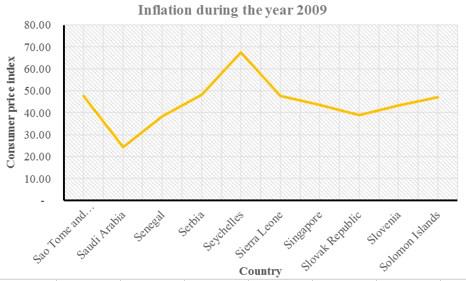 Inflation during the year 2009
Consumer price index
80.00
70.00
60.00
50.00
40.00
30.00
20.00
10.00
-
Sao Tome and...
Saudi Arabia
Senegal
Serbia
Seychelles
Sierra Leone
Singapore
Slovak Republic
Slovenia
Solomon Islands
Country